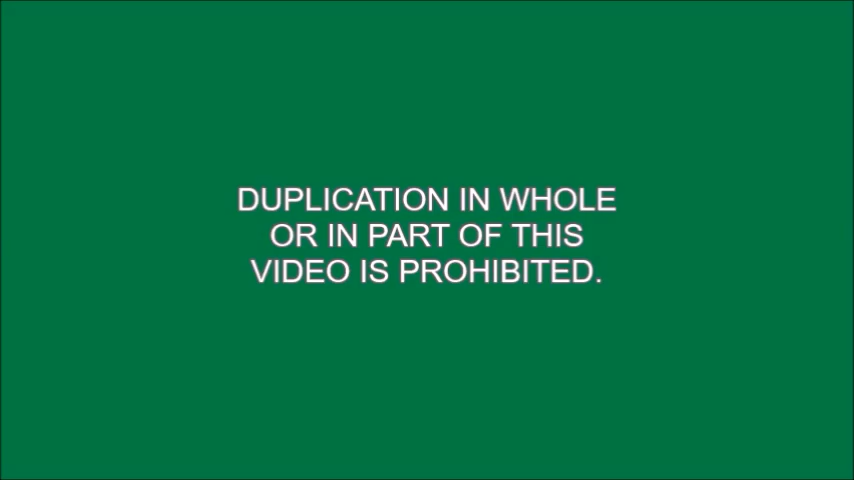 DUPLICATION IN WHOLE
OR IN PART OF THIS
VIDEO IS PROHIBITED.